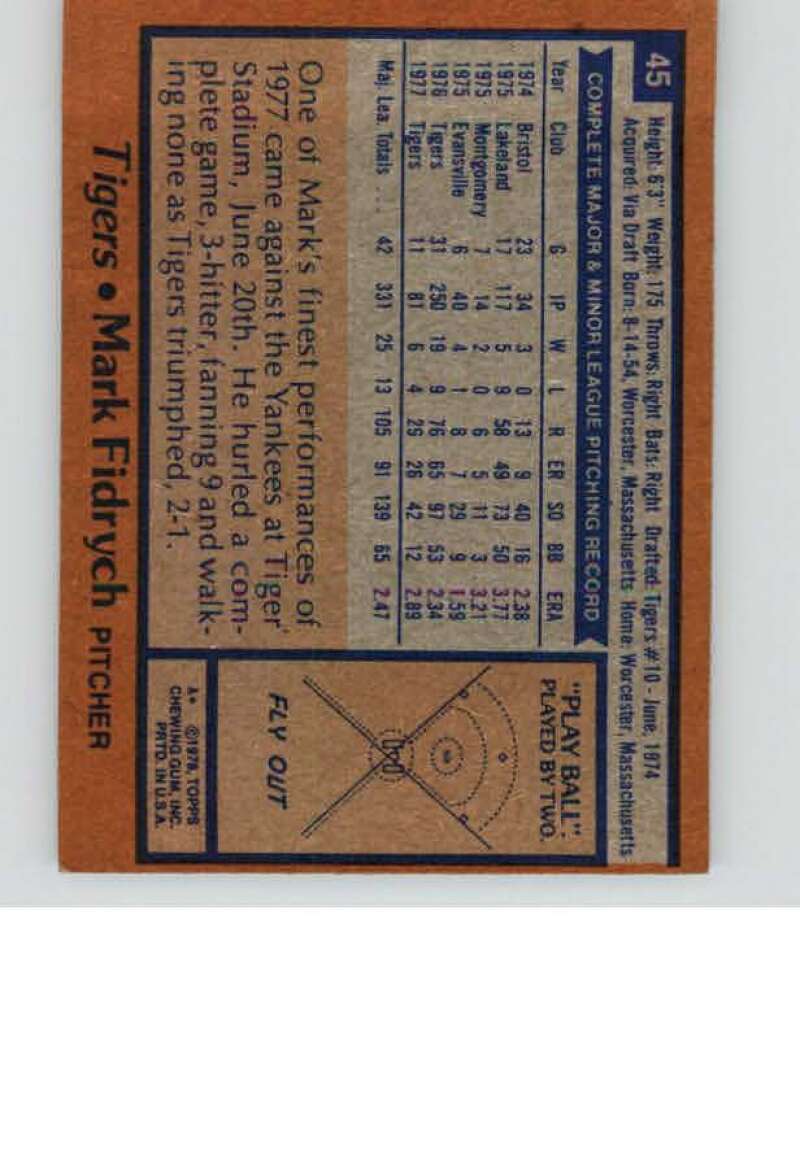 45
Height: 6'3" Weight: 175 Throws: Right Bats: Right Drafted: Tigers #10 - June, 1974
Acquired: Via Draft Born: 8-14-54, Worcester, Massachusetts Home: Worcester, Massachusetts
COMPLETE MAJOR & MINOR LEAGUE PITCHING RECORD
Year Club G IP W L R ER SO BB ERA
1974 Bristol 23 34 3 0 13 9 40 16 2.38
1975 Lakeland 17 117 5 9 58 49 73 50 3.77
1975 Montgomery 7 14 2 0 6 5 11 3 3.21
1975 Evansville 6 40 4 1 8 7 29 9 1.59
1976 Tigers 31 250 19 9 76 65 97 53 2.34
1977 Tigers 11 81 6 4 29 26 42 12 2.89
Maj. Lea. Totals ... 42 331 25 13 105 91 139 65 2.47
One of Mark's finest performances of
1977 came against the Yankees at Tiger
Stadium, June 20th. He hurled a com-
plete game, 3-hitter, fanning 9 and walk-
ing none as Tigers triumphed, 2-1.
"PLAY BALL":
PLAYED BY TWO.
FLY OUT
A* ©1978, TOPPS
CHEWING GUM, INC.
PRTD. IN U.S.A.
Tigers • Mark Fidrych PITCHER